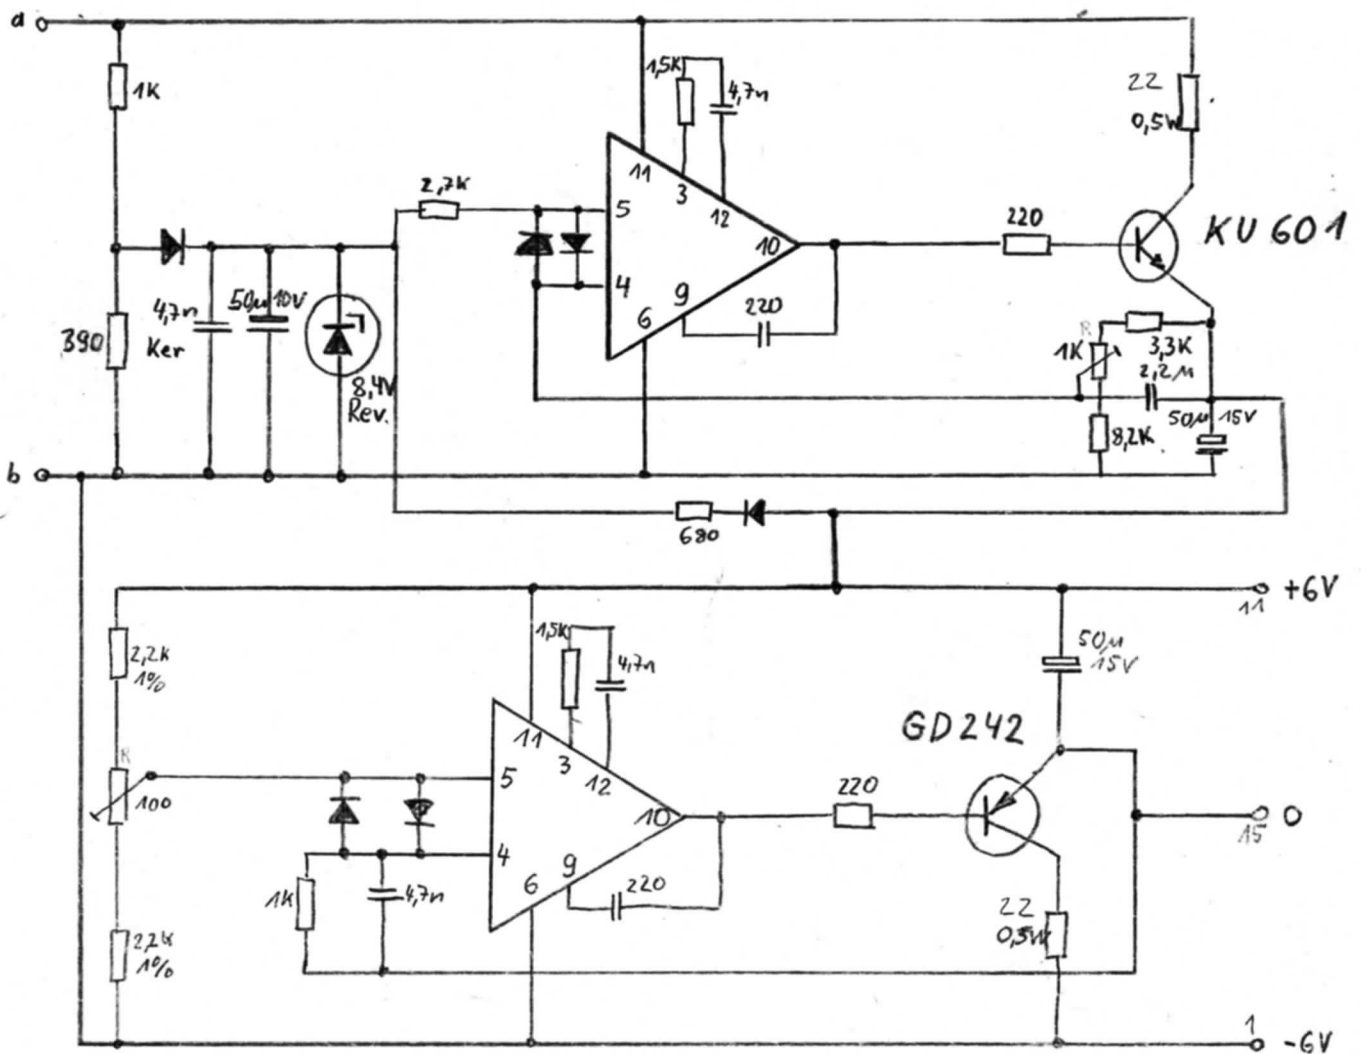 a
1K
390
4,7n
Ker
50µ 10V
8,4V
Rev.
2,7K
1,5K
4,7n
11
3
12
5
4
10
9
6
220
220
22
0,5W
KU 601
R
1K
3,3K
2,2µ
8,2K
50µ 15V
b
680
+6V
11
2,2K
1%
R
100
2,2K
1%
1K
4,7n
1,5K
4,7n
11
3
12
5
4
10
9
6
220
220
GD242
50µ
15V
22
0,5W
0
15
1
-6V